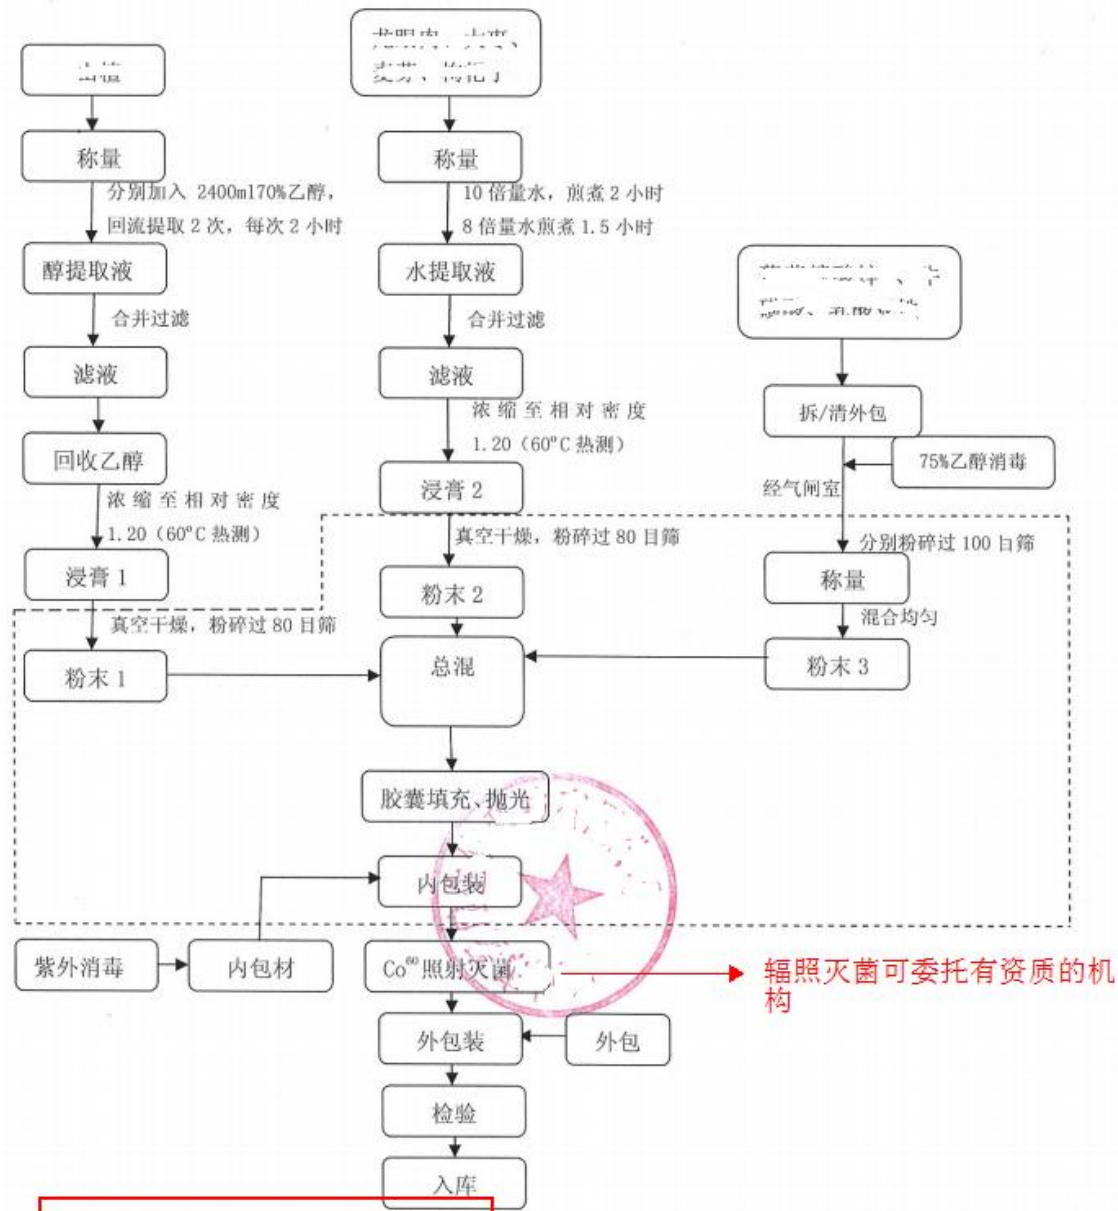 称量
分别加入 2400ml70%乙醇，
回流提取 2 次，每次 2 小时
醇提取液
合并过滤
滤液
回收乙醇
浓缩至相对密度
1.20（60°C 热测）
浸膏 1
真空干燥，粉碎过 80 目筛
粉末 1
称量
10 倍量水，煎煮 2 小时
8 倍量水煎煮 1.5 小时
水提取液
合并过滤
滤液
浓缩至相对密度
1.20（60°C 热测）
浸膏 2
真空干燥，粉碎过 80 目筛
粉末 2
总混
拆/清外包
75%乙醇消毒
经气闸室
分别粉碎过 100 目筛
称量
混合均匀
粉末 3
胶囊填充、抛光
内包装
紫外消毒
内包材
Co⁶⁰照射灭菌
辐照灭菌可委托有资质的机
构
外包装
外包
检验
入库